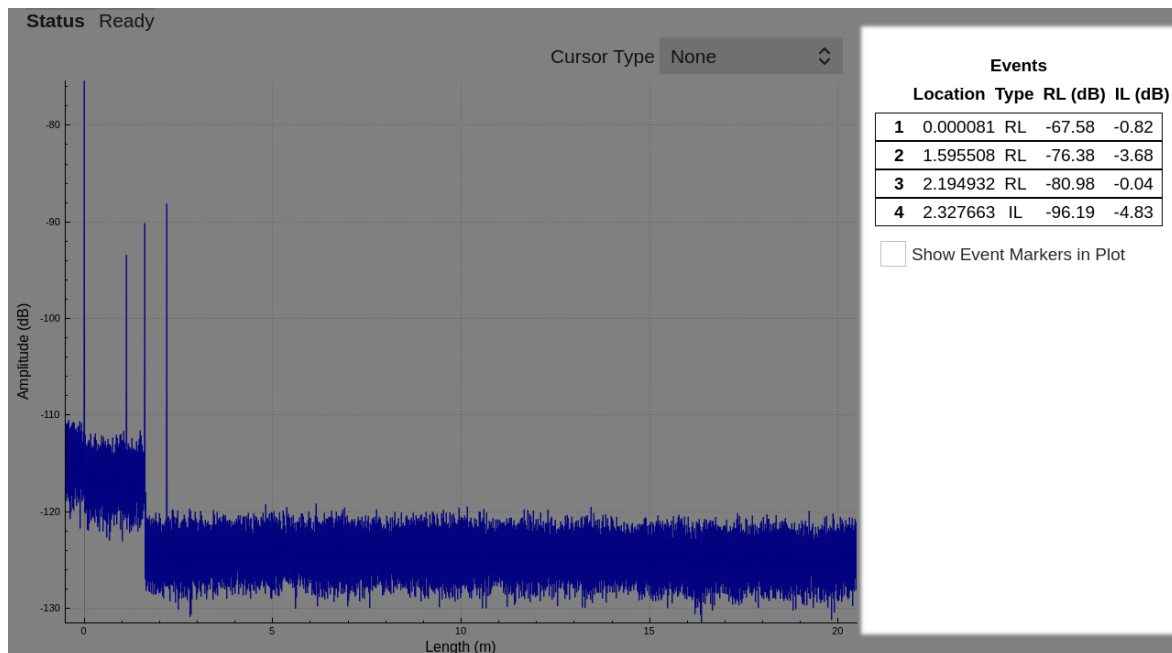 Status Ready
Cursor Type None
Events
Location Type RL (dB) IL (dB)
1 0.000081 RL -67.58 -0.82
2 1.595508 RL -76.38 -3.68
3 2.194932 RL -80.98 -0.04
4 2.327663 IL -96.19 -4.83
Show Event Markers in Plot
Amplitude (dB)
-80
-90
-100
-110
-120
-130
0 5 10 15 20
Length (m)